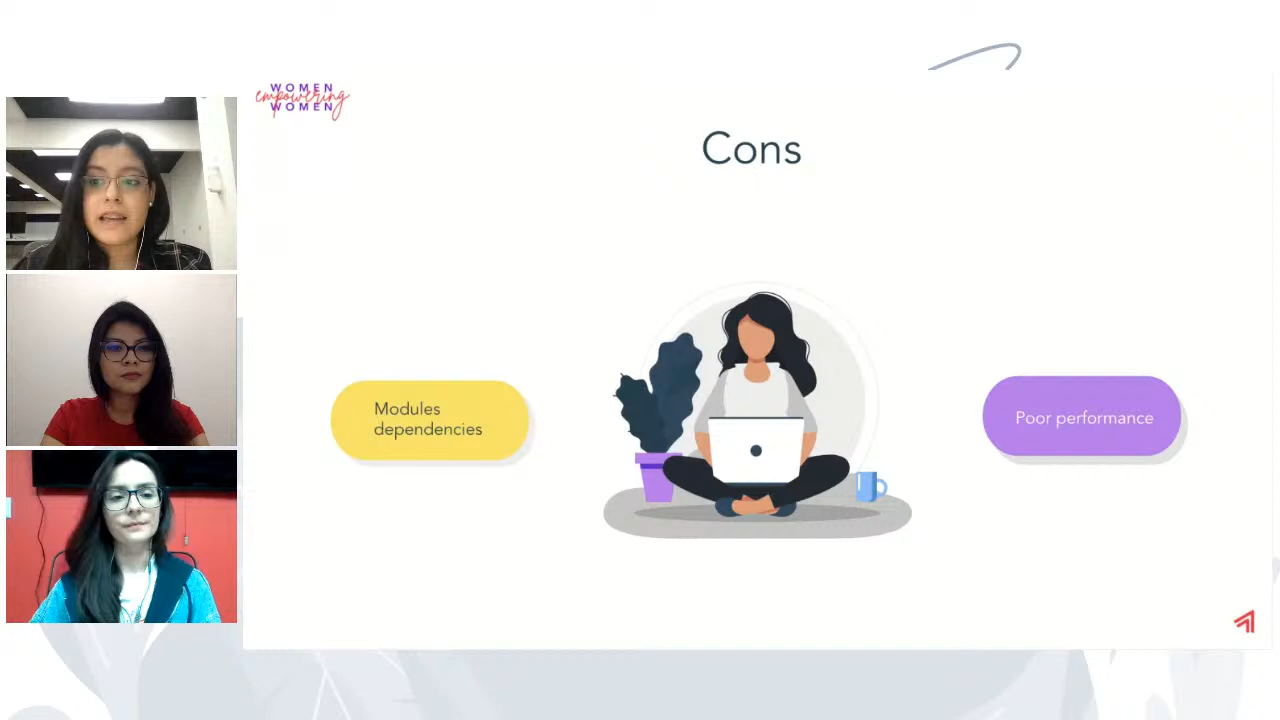 WOMEN
empowering
WOMEN
Cons
Modules
dependencies
Poor performance